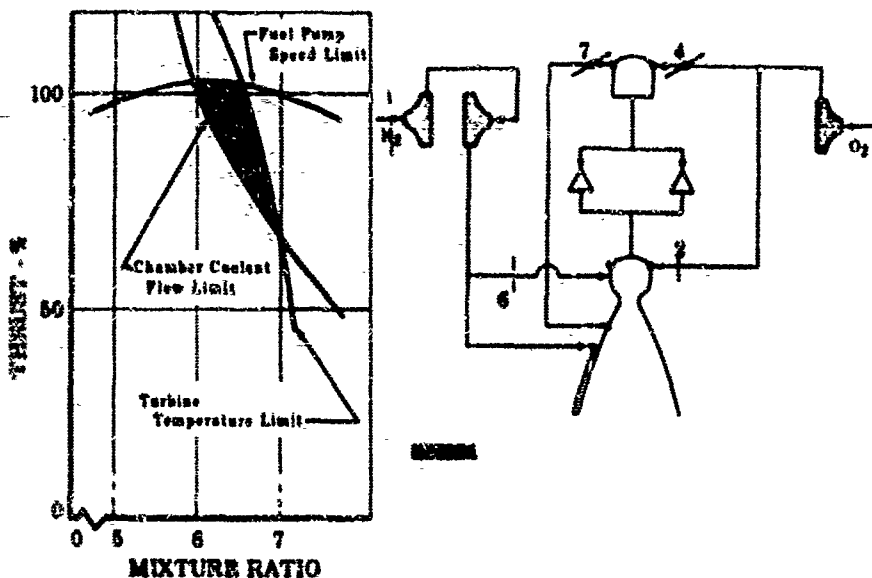 Fuel Pump
Speed Limit
100
Chamber Coolant
Flow Limit
THRUST - %
50
Turbine
Temperature Limit
0
0 5 6 7
MIXTURE RATIO
7 4
H2
O2
2
6